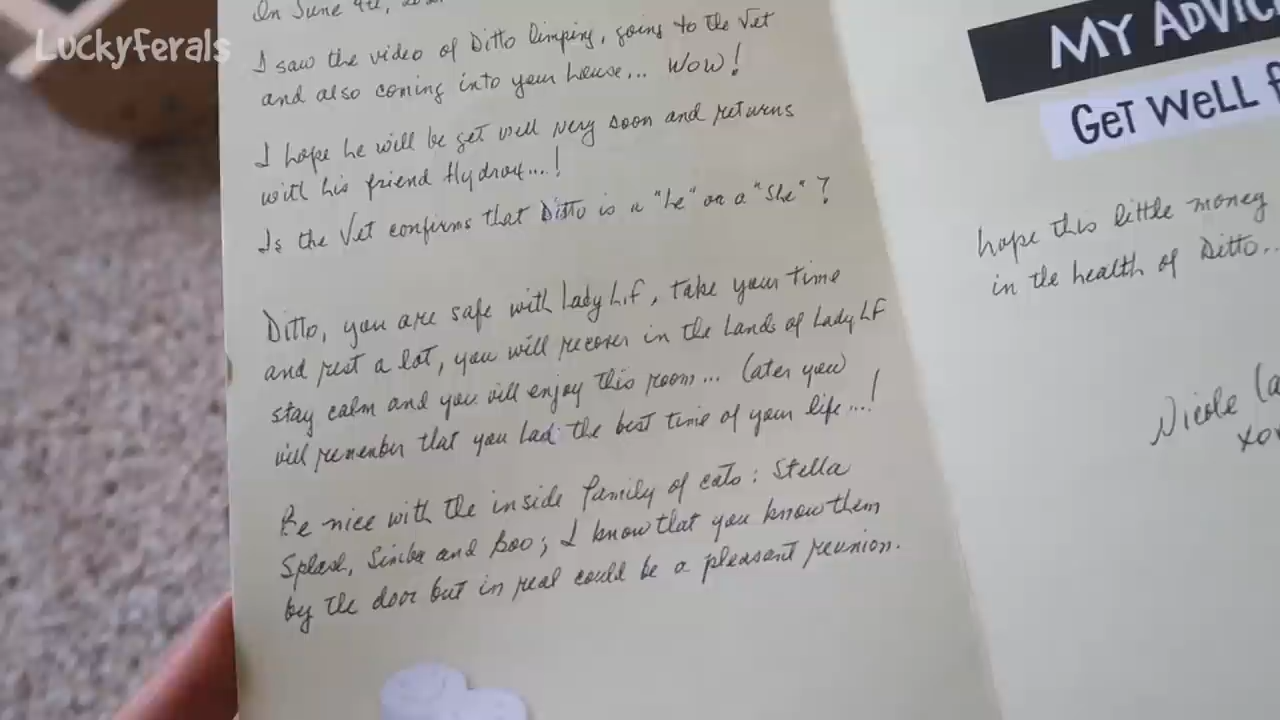 LuckyFerals
On June 4th,
I saw the video of Ditto limping, going to the Vet
and also coming into your house... Wow!
I hope he will be get well very soon and returns
with his friend Hydrox...!
Is the Vet confirms that Ditto is a "he" or a "She" ?
Ditto, you are safe with Lady L.F, take your time
and rest a lot, you will recover in the Lands of Lady LF
stay calm and you will enjoy this room... Later you
will remember that you had the best time of your life...!
Be nice with the inside family of cats: Stella
Splash, Simba and Boo; I know that you know them
by the door but in real could be a pleasant reunion.
MY ADVIC
GeT WeLL
hope this little money
in the health of Ditto..
Nicole
xo